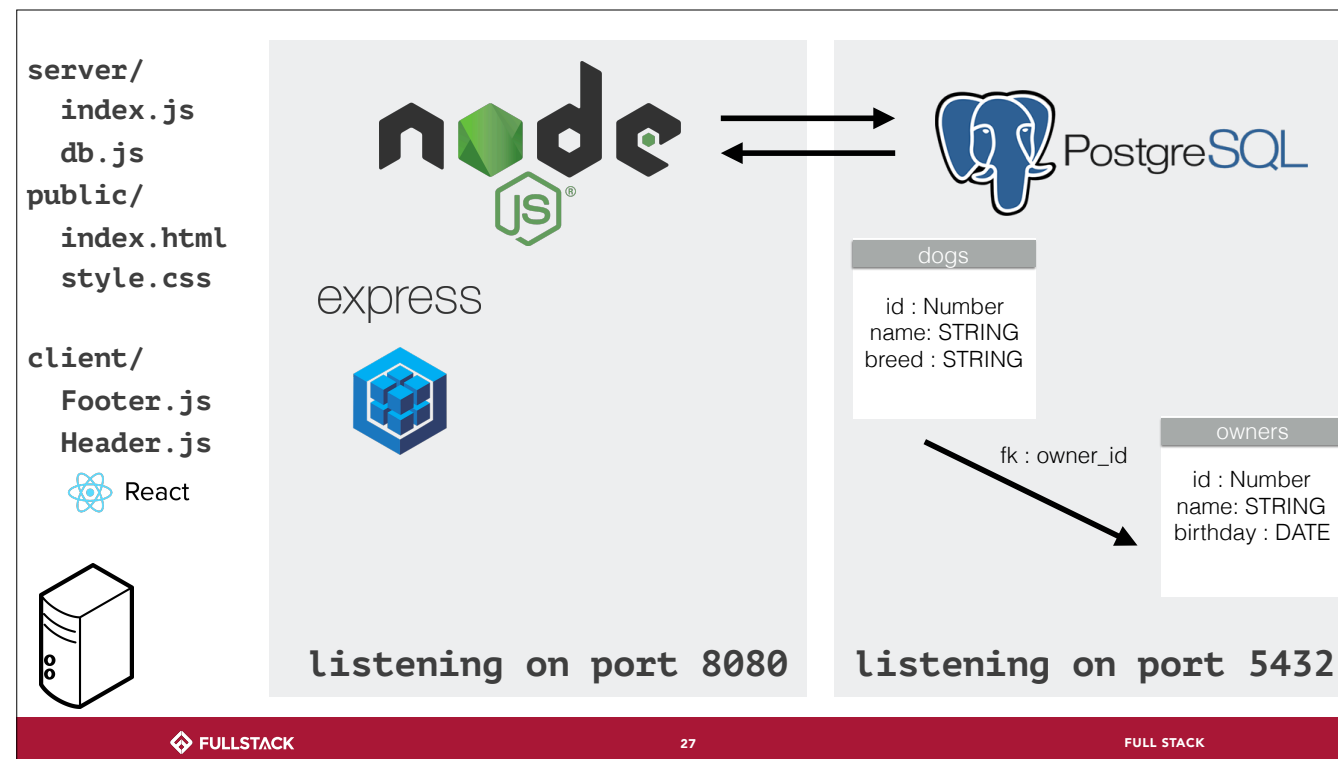 server/
index.js
db.js
public/
index.html
style.css
client/
Footer.js
Header.js
React
node
JS®
express
listening on port 8080
PostgreSQL
dogs
id : Number
name: STRING
breed : STRING
fk : owner_id
owners
id : Number
name: STRING
birthday : DATE
listening on port 5432
FULLSTACK
27
FULL STACK